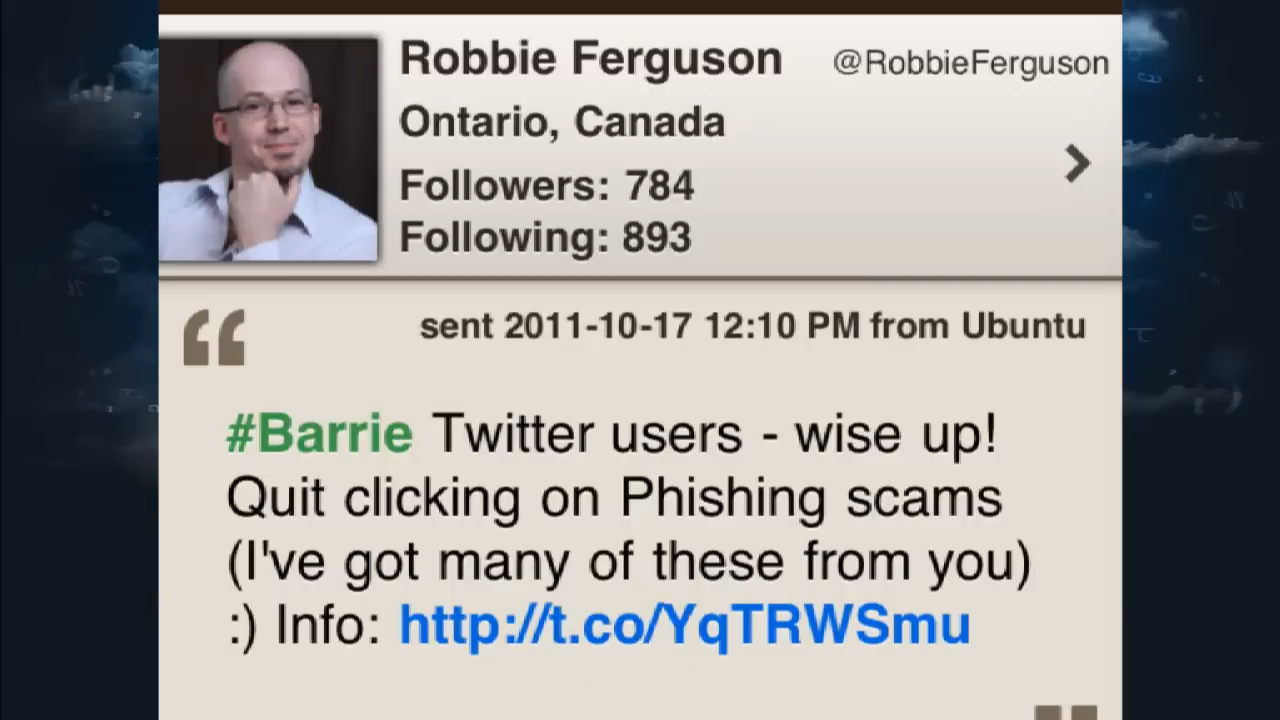 Robbie Ferguson @RobbieFerguson
Ontario, Canada
Followers: 784
Following: 893
sent 2011-10-17 12:10 PM from Ubuntu
#Barrie Twitter users - wise up!
Quit clicking on Phishing scams
(I've got many of these from you)
:) Info: http://t.co/YqTRWSmu